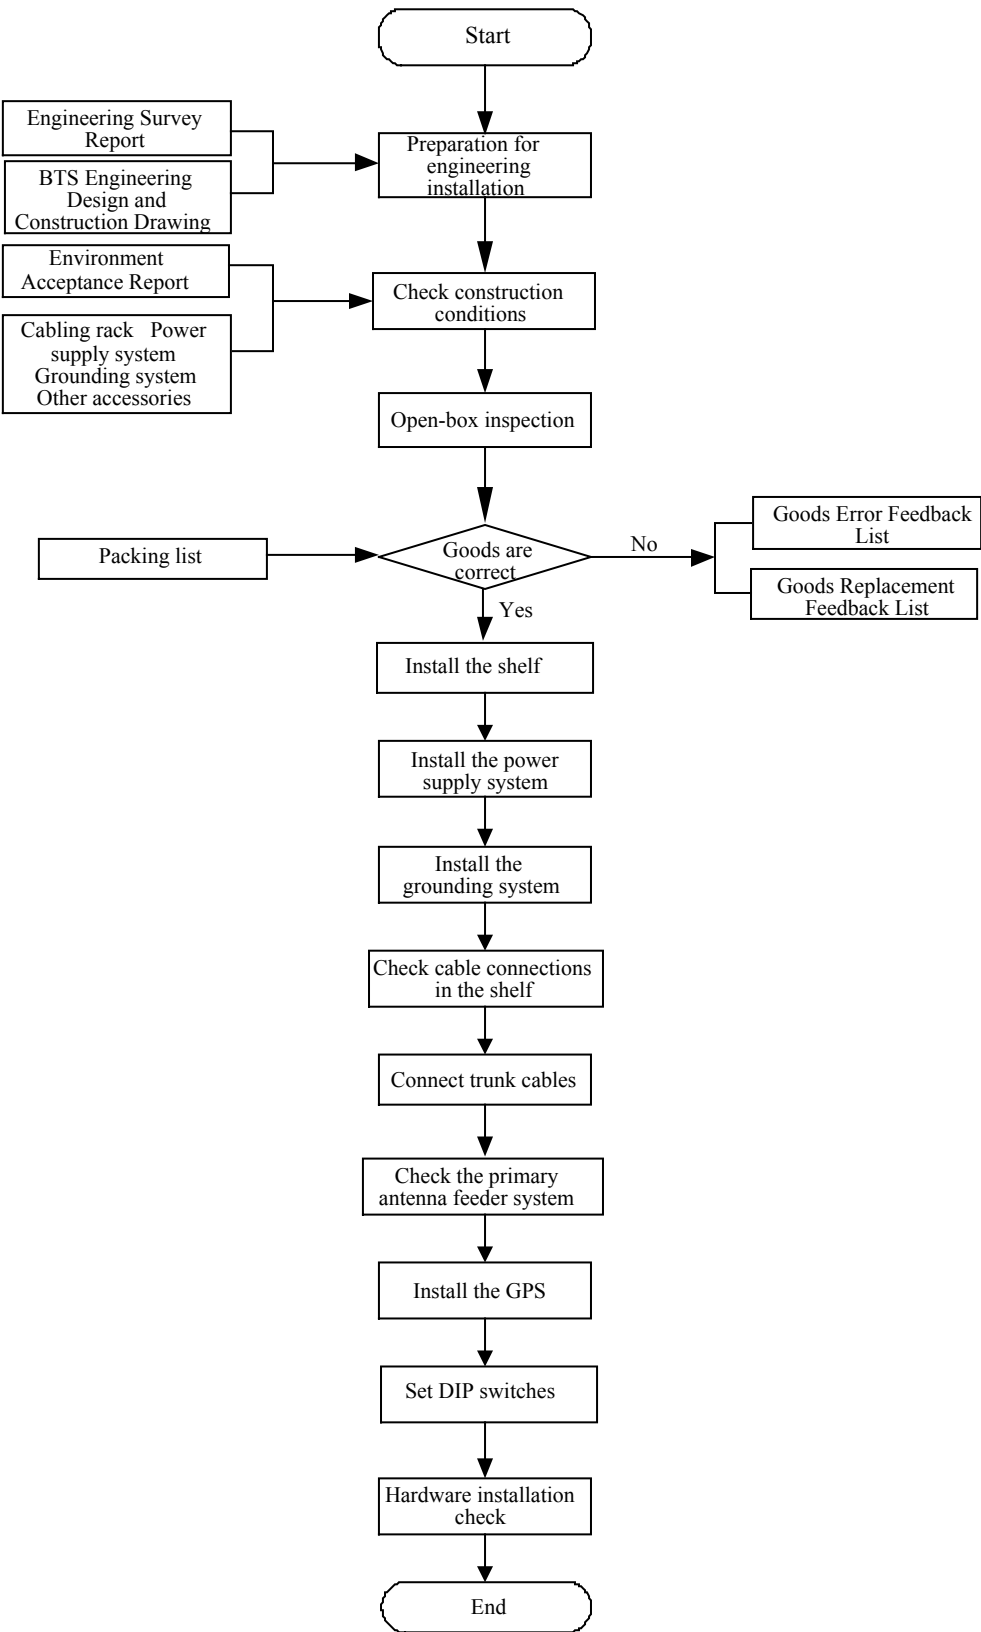 Start
Engineering Survey
Report
Preparation for
engineering
installation
BTS Engineering
Design and
Construction Drawing
Environment
Acceptance Report
Check construction
conditions
Cabling rack Power
supply system
Grounding system
Other accessories
Open-box inspection
Packing list
Goods are
correct
No
Goods Error Feedback
List
Goods Replacement
Feedback List
Yes
Install the shelf
Install the power
supply system
Install the
grounding system
Check cable connections
in the shelf
Connect trunk cables
Check the primary
antenna feeder system
Install the GPS
Set DIP switches
Hardware installation
check
End